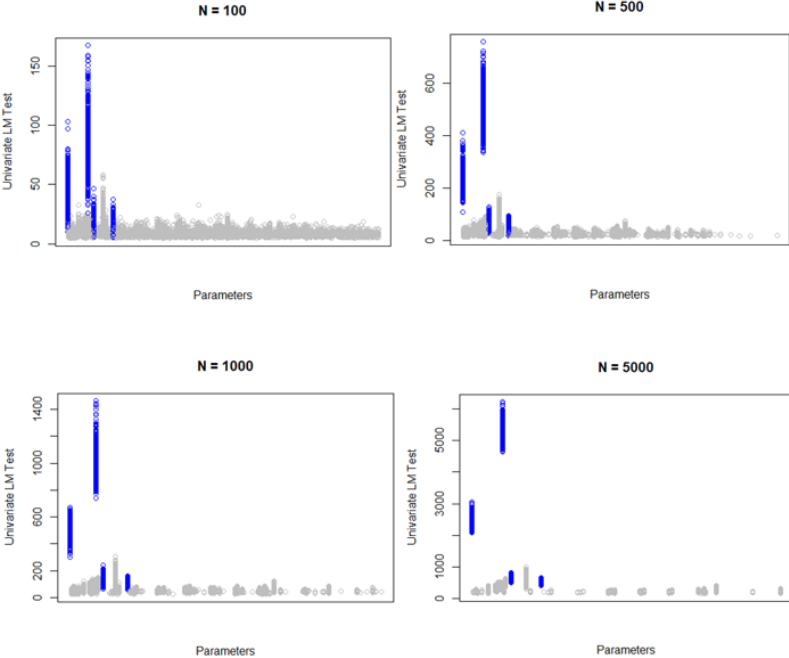 N = 100
N = 500
150
100
50
0
Univariate LM Test
Parameters
600
400
200
0
Univariate LM Test
Parameters
N = 1000
N = 5000
1400
1000
600
200
0
Univariate LM Test
Parameters
5000
3000
1000
0
Univariate LM Test
Parameters